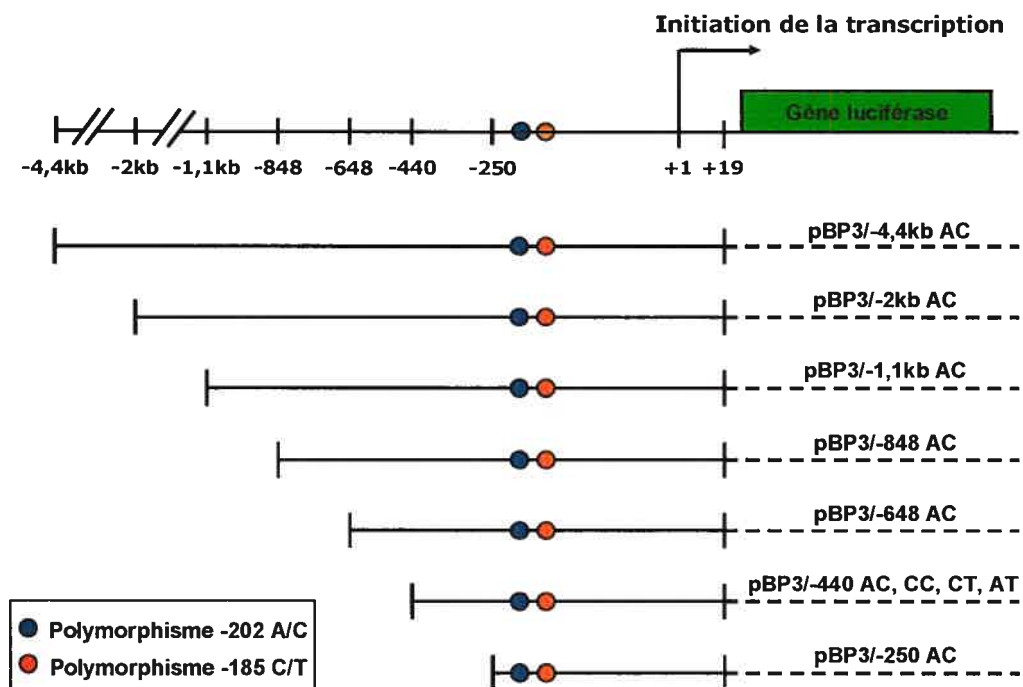 Initiation de la transcription
Gène luciférase
-4,4kb -2kb -1,1kb -848 -648 -440 -250 +1 +19
pBP3/-4,4kb AC
pBP3/-2kb AC
pBP3/-1,1kb AC
pBP3/-848 AC
pBP3/-648 AC
pBP3/-440 AC, CC, CT, AT
pBP3/-250 AC
Polymorphisme -202 A/C
Polymorphisme -185 C/T